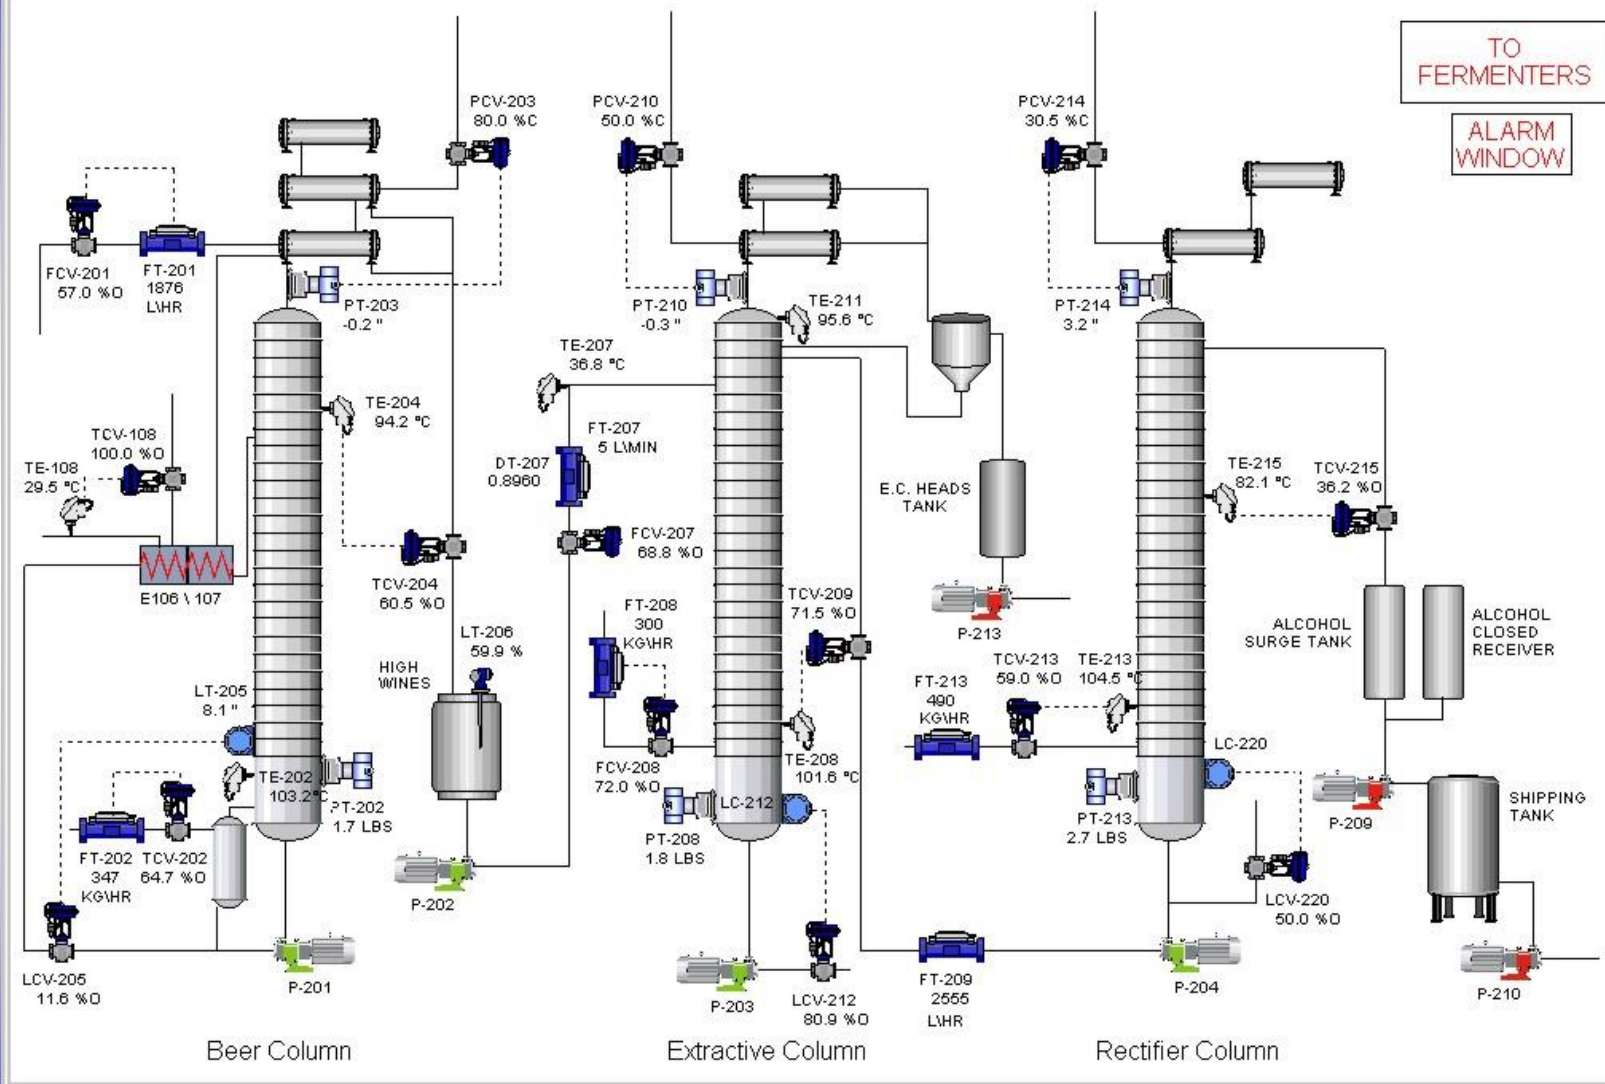 TO
FERMENTERS
ALARM
WINDOW
PCV-203
80.0 %C
PCV-210
50.0 %C
PCV-214
30.5 %C
FCV-201
57.0 %O
FT-201
1876
L\HR
PT-203
-0.2 "
PT-210
-0.3 "
TE-211
95.6 °C
PT-214
3.2 "
TE-207
36.8 °C
TE-204
94.2 °C
FT-207
5 L\MIN
TCV-108
100.0 %O
TE-108
29.5 °C
DT-207
0.8960
E.C. HEADS
TANK
TE-215
82.1 °C
TCV-215
36.2 %O
FCV-207
68.8 %O
E106 \ 107
TCV-204
60.5 %O
FT-208
300
KG\HR
TCV-209
71.5 %O
P-213
ALCOHOL
SURGE TANK
ALCOHOL
CLOSED
RECEIVER
LT-206
59.9 %
HIGH
WINES
LT-205
8.1 "
FT-213
490
KG\HR
TCV-213
59.0 %O
TE-213
104.5 °C
LC-220
FCV-208
72.0 %O
TE-208
101.6 °C
TE-202
103.2°C
PT-202
1.7 LBS
LC-212
PT-208
1.8 LBS
PT-213
2.7 LBS
P-209
SHIPPING
TANK
FT-202
347
KG\HR
TCV-202
64.7 %O
P-202
LCV-220
50.0 %O
LCV-205
11.6 %O
P-201
P-203
LCV-212
80.9 %O
FT-209
2555
L\HR
P-204
P-210
Beer Column
Extractive Column
Rectifier Column